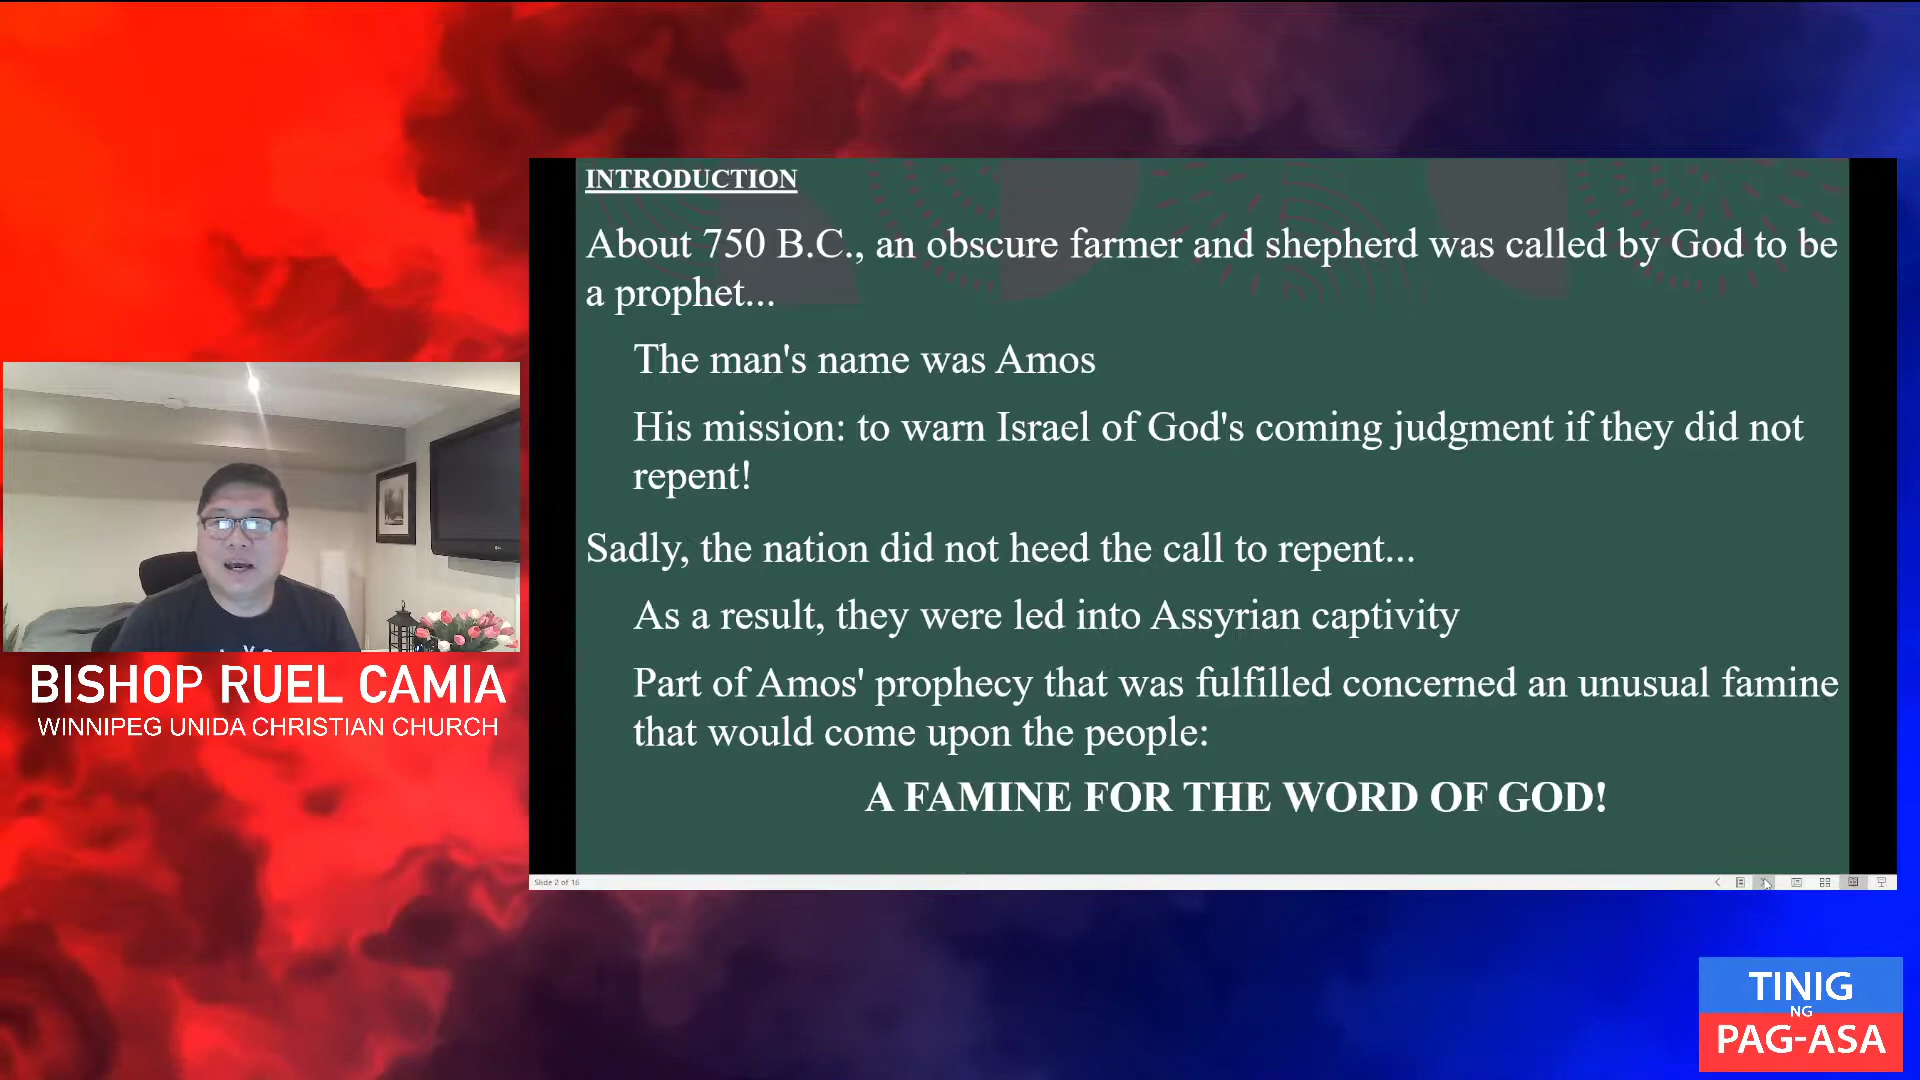 INTRODUCTION
About 750 B.C., an obscure farmer and shepherd was called by God to be
a prophet...
The man's name was Amos
His mission: to warn Israel of God's coming judgment if they did not
repent!
Sadly, the nation did not heed the call to repent...
As a result, they were led into Assyrian captivity
Part of Amos' prophecy that was fulfilled concerned an unusual famine
that would come upon the people:
A FAMINE FOR THE WORD OF GOD!
Slide 2 of 16
BISHOP RUEL CAMIA
WINNIPEG UNIDA CHRISTIAN CHURCH
TINIG
NG
PAG-ASA